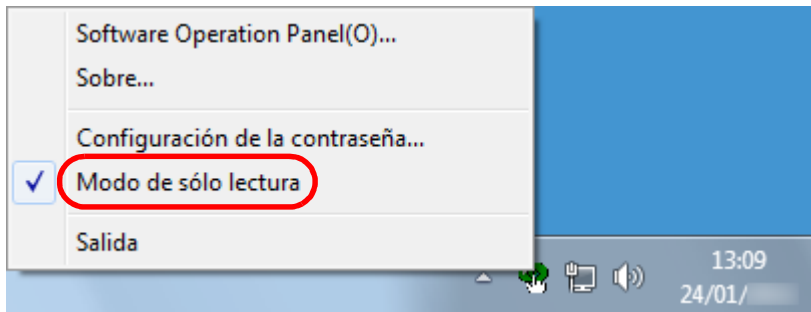 Software Operation Panel(O)...
Sobre...
Configuración de la contraseña...
Modo de sólo lectura
Salida
13:09
24/01/